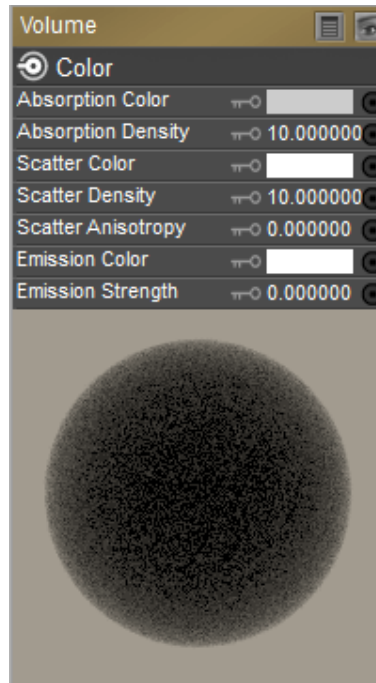 Volume
Color
Absorption Color
Absorption Density 10.000000
Scatter Color
Scatter Density 10.000000
Scatter Anisotropy 0.000000
Emission Color
Emission Strength 0.000000